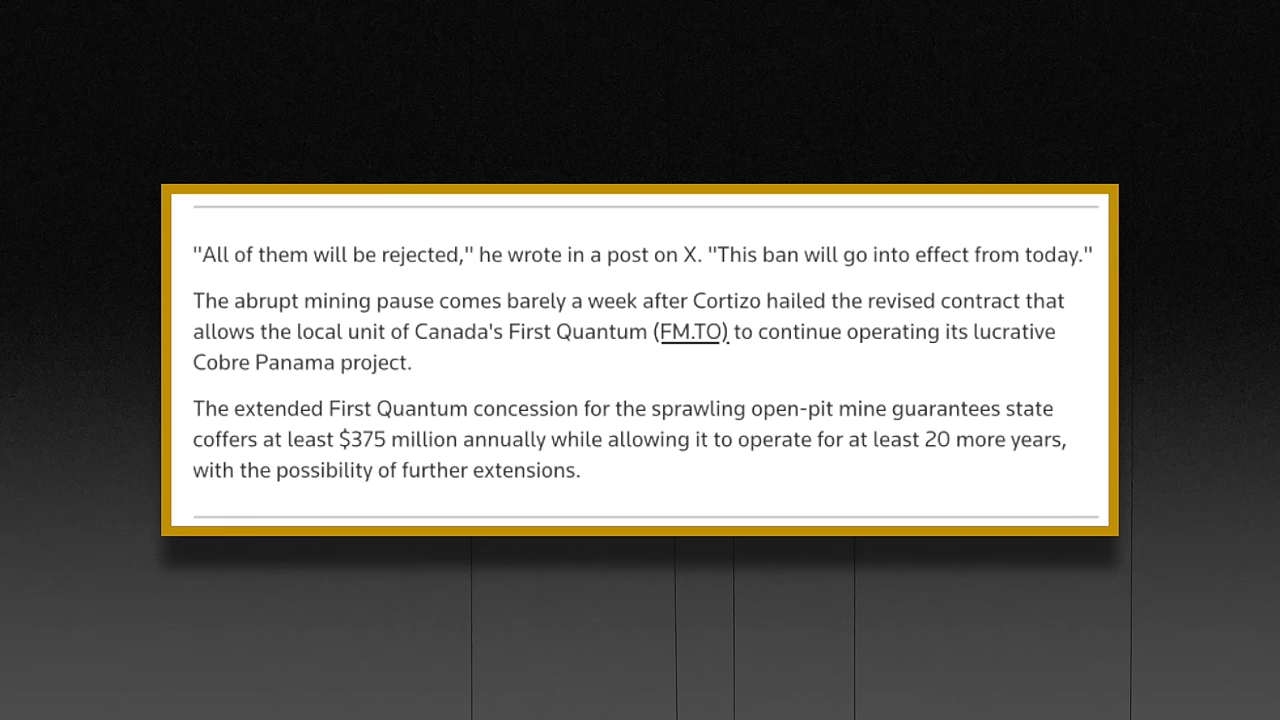 "All of them will be rejected," he wrote in a post on X. "This ban will go into effect from today."
The abrupt mining pause comes barely a week after Cortizo hailed the revised contract that
allows the local unit of Canada's First Quantum (FM.TO) to continue operating its lucrative
Cobre Panama project.
The extended First Quantum concession for the sprawling open-pit mine guarantees state
coffers at least $375 million annually while allowing it to operate for at least 20 more years,
with the possibility of further extensions.